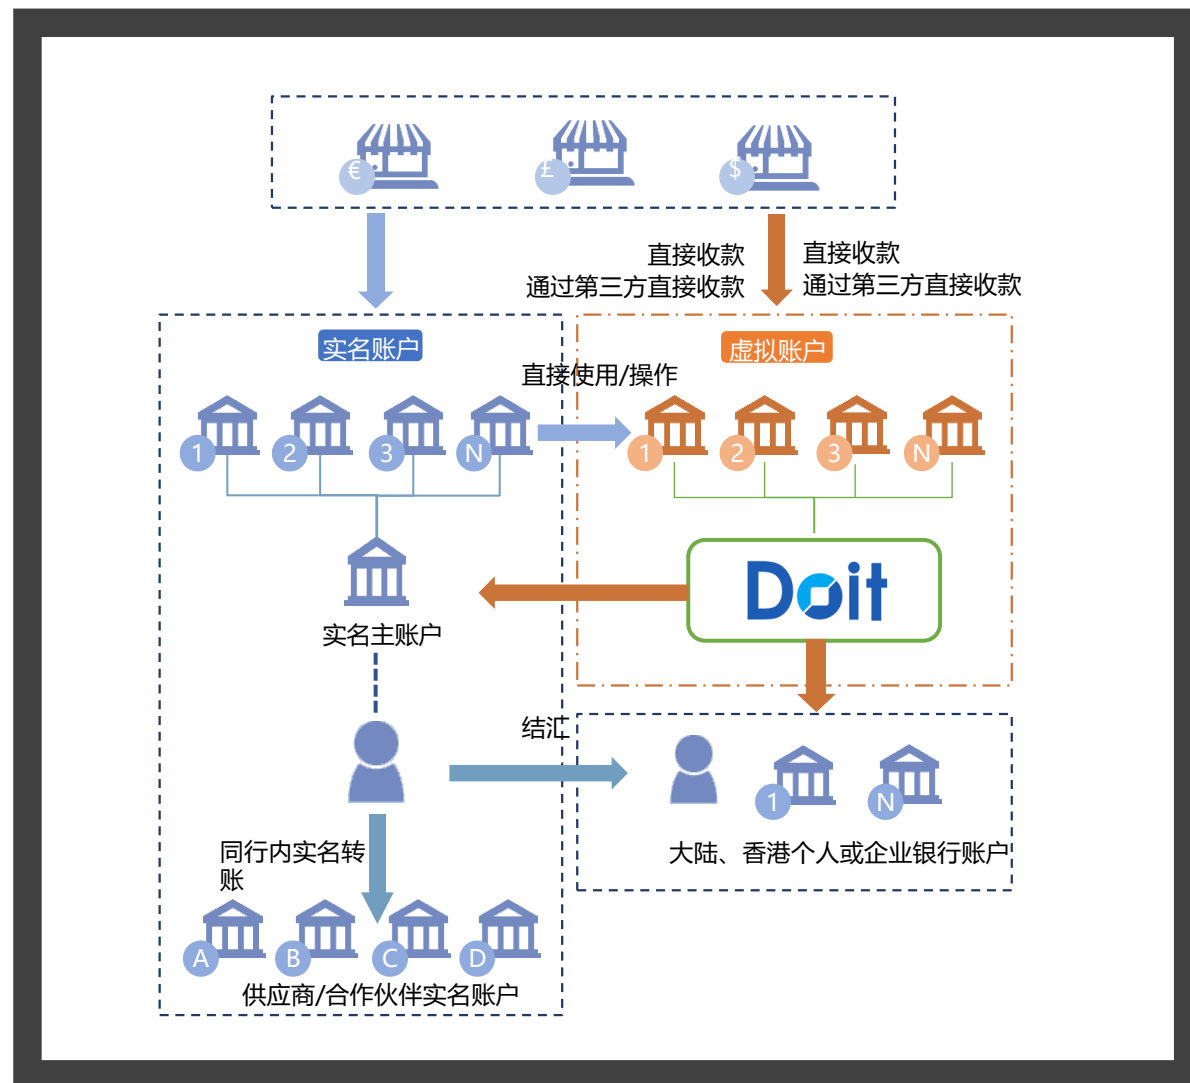 €
£
$
直接收款
通过第三方直接收款
直接收款
通过第三方直接收款
实名账户
虚拟账户
直接使用/操作
1
2
3
N
1
2
3
N
Doit
实名主账户
结汇
1
N
大陆、香港个人或企业银行账户
同行内实名转
账
A
B
C
D
供应商/合作伙伴实名账户